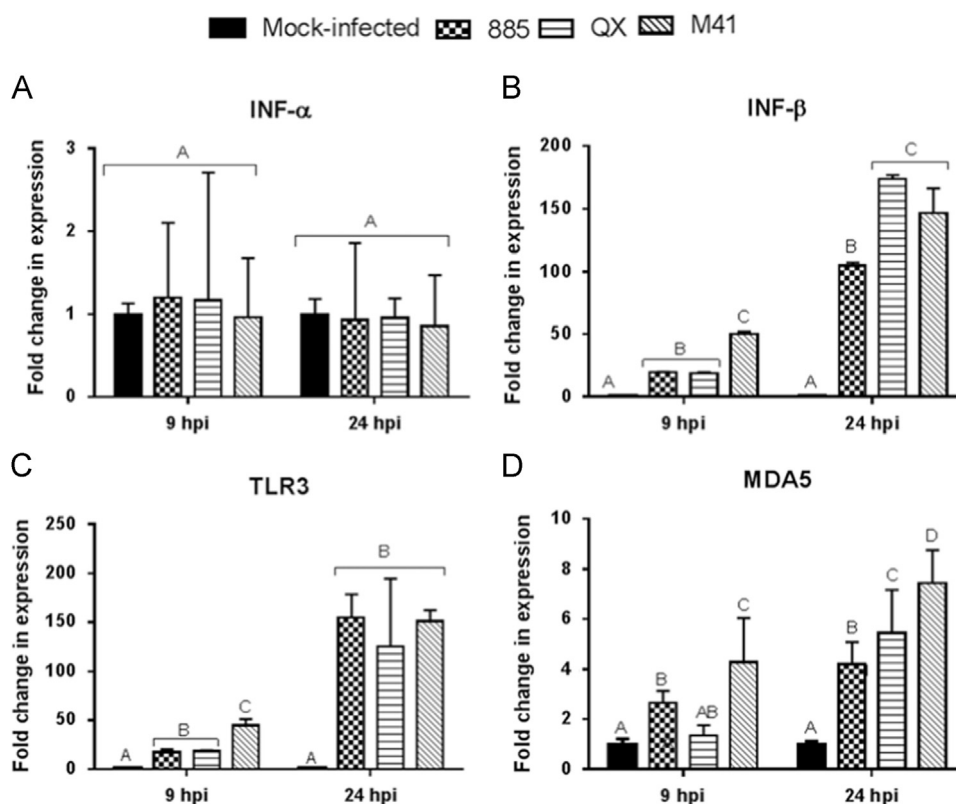 Mock-infected 885 QX M41
A
INF-α
Fold change in expression
3
2
1
0
A
A
9 hpi 24 hpi
B
INF-β
Fold change in expression
200
150
100
50
0
A
B
C
A
B
C
9 hpi 24 hpi
C
TLR3
Fold change in expression
250
200
150
100
50
0
A
B
C
A
B
9 hpi 24 hpi
D
MDA5
Fold change in expression
10
8
6
4
2
0
A
B
AB
C
A
B
C
D
9 hpi 24 hpi